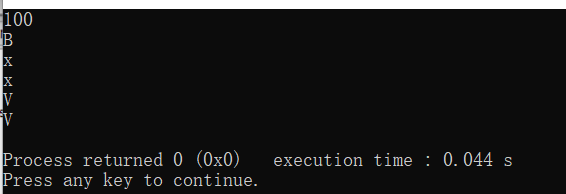 100
B
x
x
V
V
Process returned 0 (0x0)   execution time : 0.044 s
Press any key to continue.